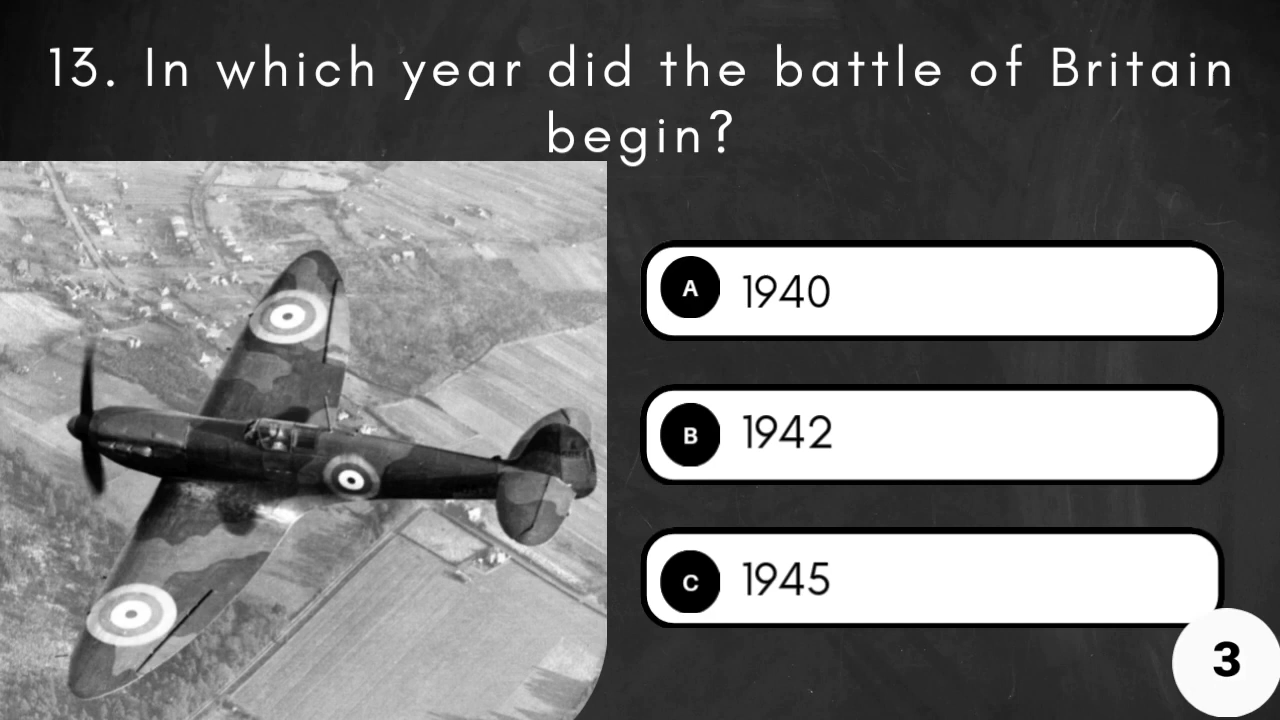 13. In which year did the battle of Britain
begin?
A 1940
B 1942
C 1945
3